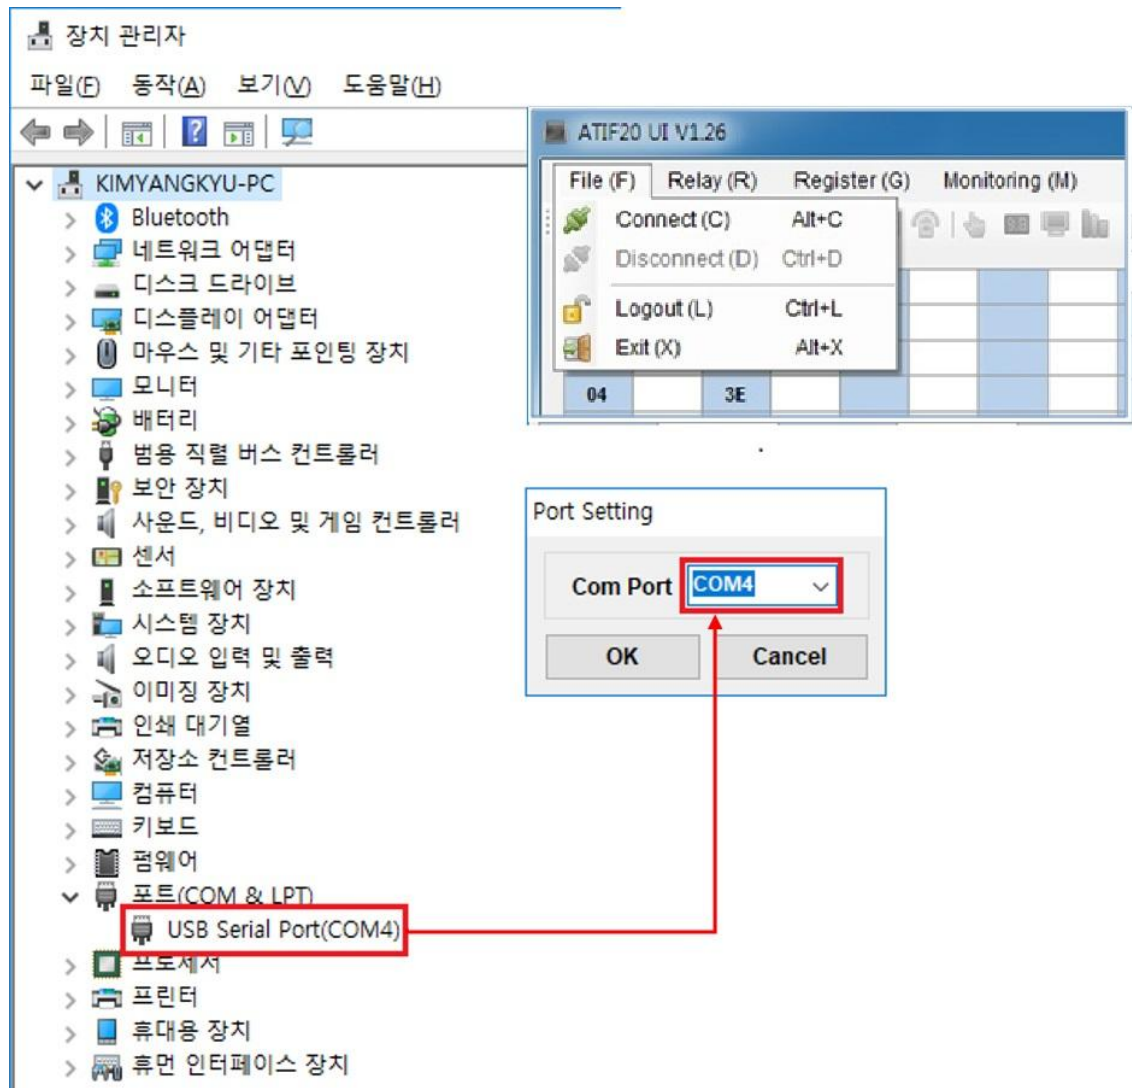 장치 관리자
파일(F) 동작(A) 보기(V) 도움말(H)
KIMYANGKYU-PC
Bluetooth
네트워크 어댑터
디스크 드라이브
디스플레이 어댑터
마우스 및 기타 포인팅 장치
모니터
배터리
범용 직렬 버스 컨트롤러
보안 장치
사운드, 비디오 및 게임 컨트롤러
센서
소프트웨어 장치
시스템 장치
오디오 입력 및 출력
이미징 장치
인쇄 대기열
저장소 컨트롤러
컴퓨터
키보드
펌웨어
포트(COM & LPT)
USB Serial Port(COM4)
프로세서
프린터
휴대용 장치
휴먼 인터페이스 장치
ATIF20 UI V1.26
File (F) Relay (R) Register (G) Monitoring (M)
Connect (C) Alt+C
Disconnect (D) Ctrl+D
Logout (L) Ctrl+L
Exit (X) Alt+X
04 3E
Port Setting
Com Port COM4
OK Cancel